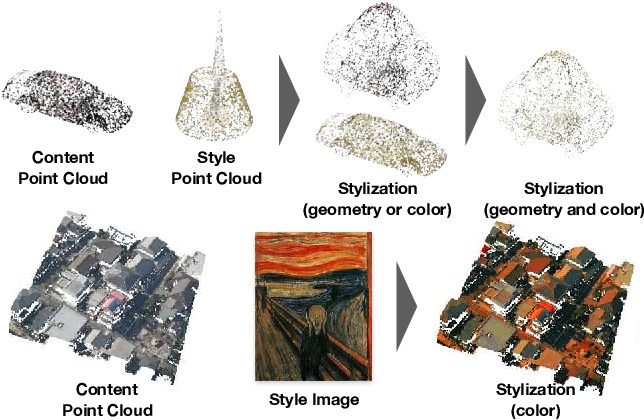 Content
Point Cloud
Style
Point Cloud
Stylization
(geometry or color)
Stylization
(geometry and color)
Content
Point Cloud
Style Image
Stylization
(color)